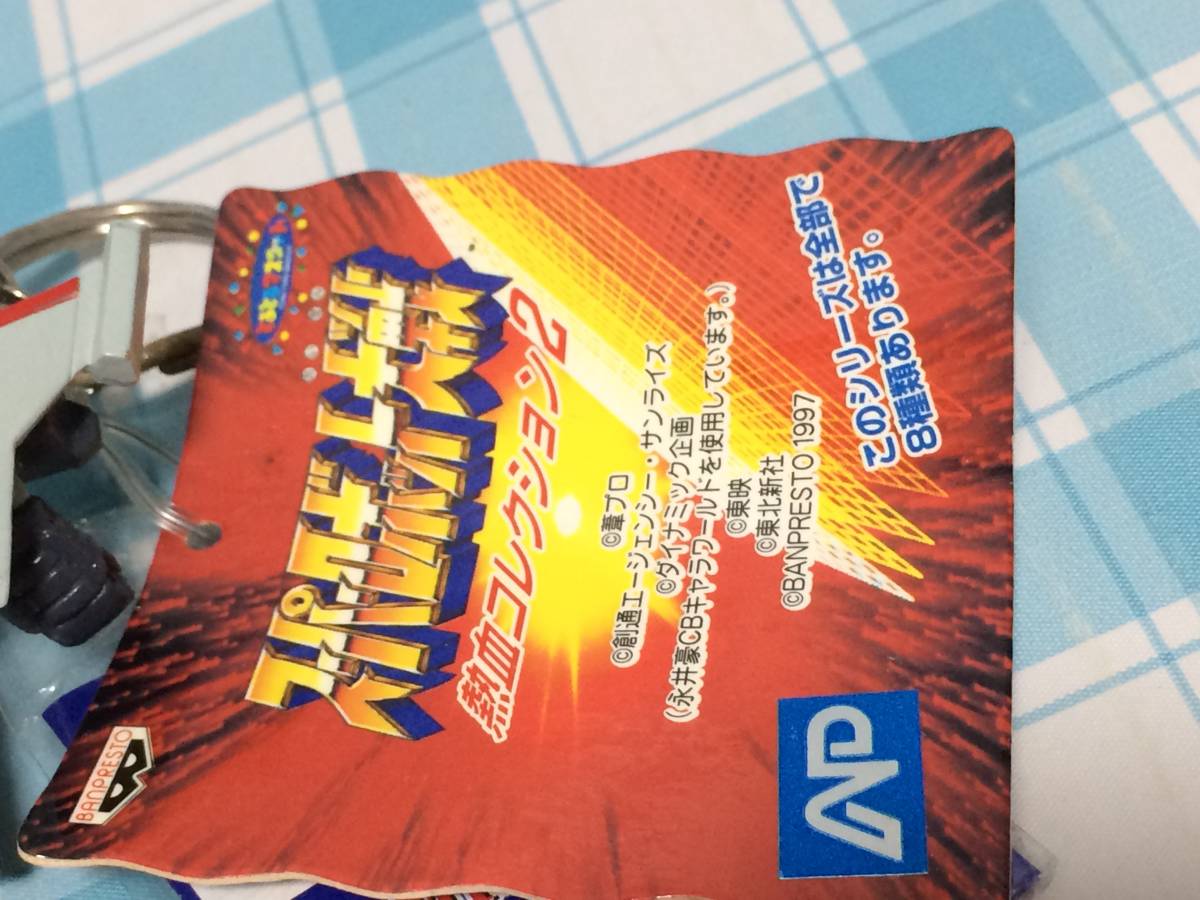 スーパーロボット大戦
熱血コレクション2
©葦プロ
©創通エージェンシー・サンライズ
©ダイナミック企画
(永井豪CBキャラワールドを使用しています。)
©東映
©東北新社
©BANPRESTO 1997
このシリーズは全部で
8種類あります。
BANPRESTO
AP